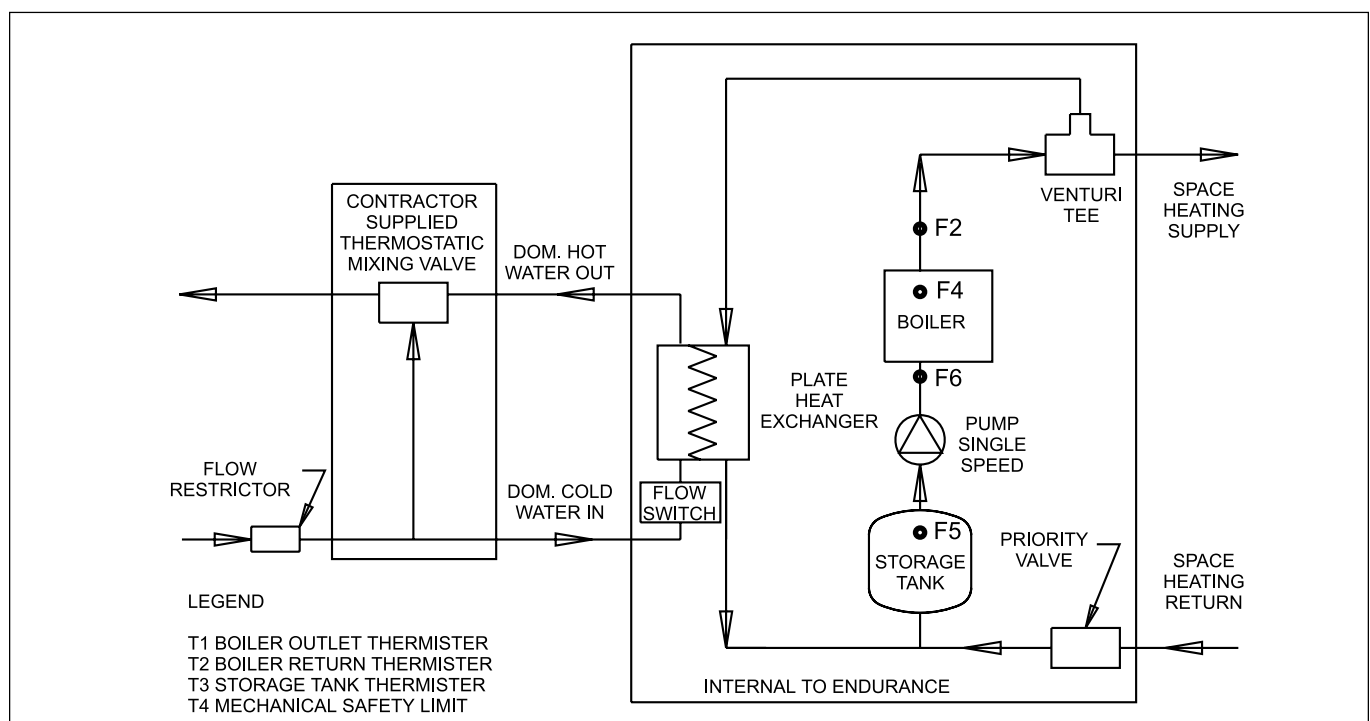 CONTRACTOR
SUPPLIED
THERMOSTATIC
MIXING VALVE
DOM. HOT
WATER OUT
VENTURI
TEE
SPACE
HEATING
SUPPLY
F2
F4
BOILER
F6
PLATE
HEAT
EXCHANGER
PUMP
SINGLE
SPEED
FLOW
RESTRICTOR
DOM. COLD
WATER IN
FLOW
SWITCH
F5
STORAGE
TANK
PRIORITY
VALVE
SPACE
HEATING
RETURN
LEGEND
T1 BOILER OUTLET THERMISTER
T2 BOILER RETURN THERMISTER
T3 STORAGE TANK THERMISTER
T4 MECHANICAL SAFETY LIMIT
INTERNAL TO ENDURANCE